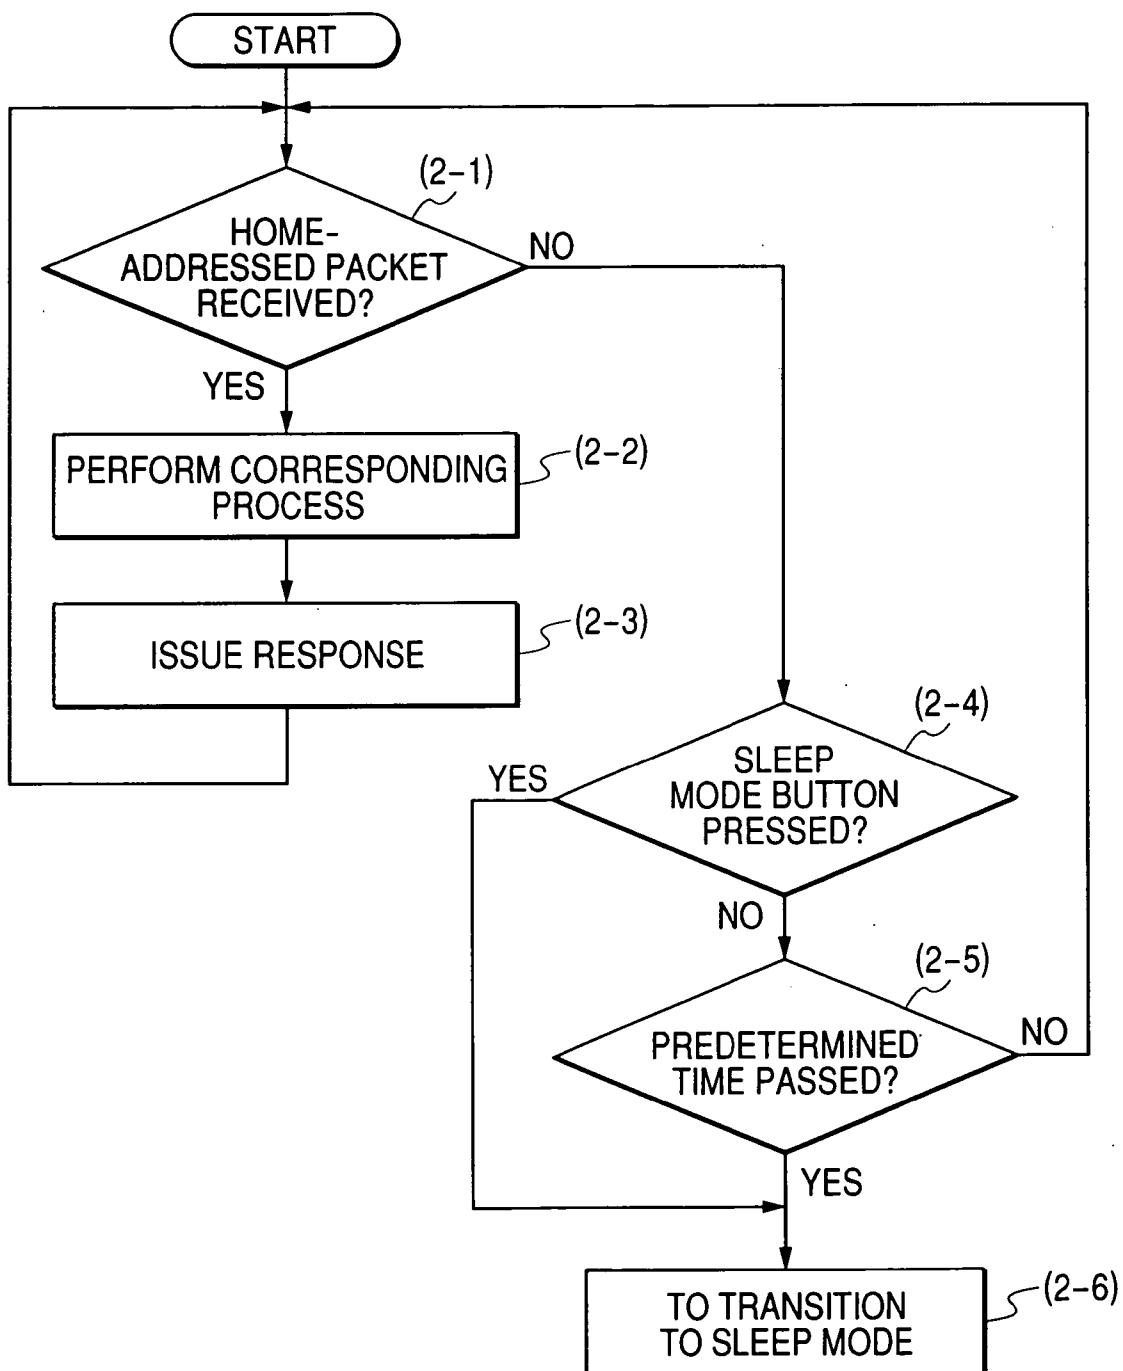 START
(2-1)
HOME-
ADDRESSED PACKET
RECEIVED?
NO
YES
PERFORM CORRESPONDING
PROCESS
(2-2)
ISSUE RESPONSE
(2-3)
(2-4)
SLEEP
MODE BUTTON
PRESSED?
YES
NO
(2-5)
PREDETERMINED
TIME PASSED?
NO
YES
TO TRANSITION
TO SLEEP MODE
(2-6)